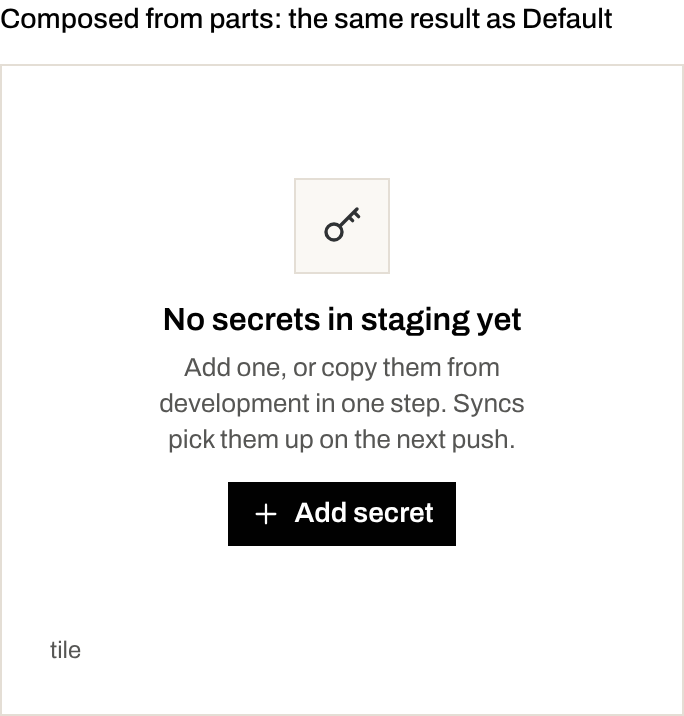 Composed from parts: the same result as Default
No secrets in staging yet
Add one, or copy them from
development in one step. Syncs
pick them up on the next push.
Add secret
tile